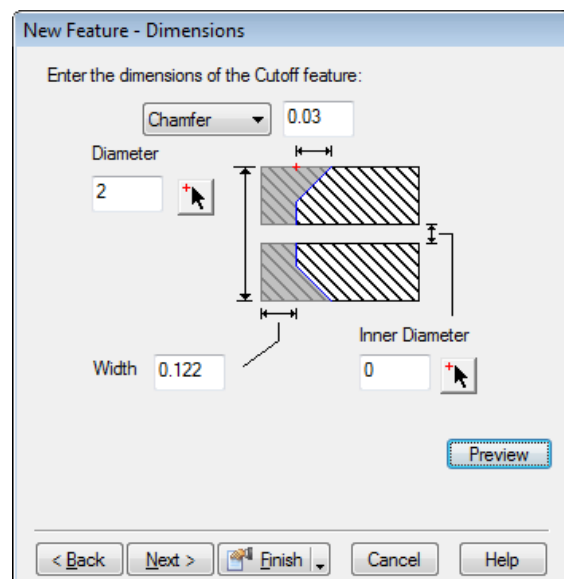 New Feature - Dimensions
Enter the dimensions of the Cutoff feature:
Chamfer 0.03
Diameter
2
Inner Diameter
Width 0.122 0
Preview
< Back Next > Finish Cancel Help